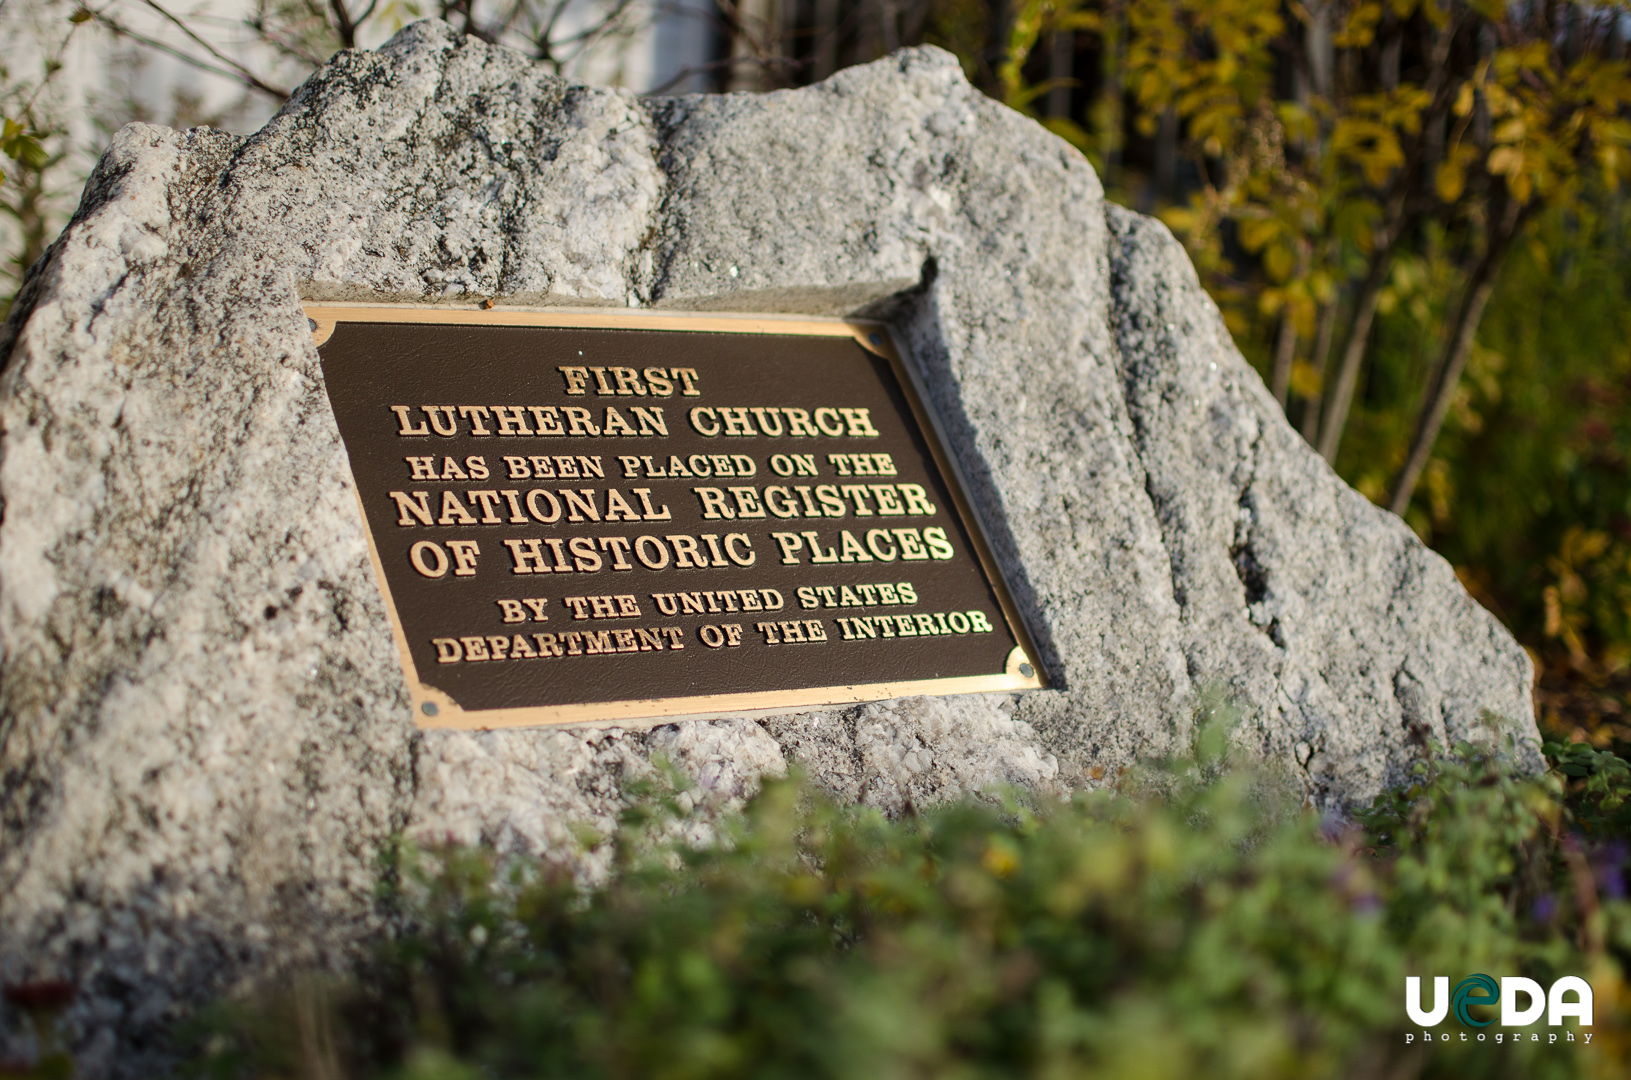 FIRST
LUTHERAN CHURCH
HAS BEEN PLACED ON THE
NATIONAL REGISTER
OF HISTORIC PLACES
BY THE UNITED STATES
DEPARTMENT OF THE INTERIOR
UeDA
photography